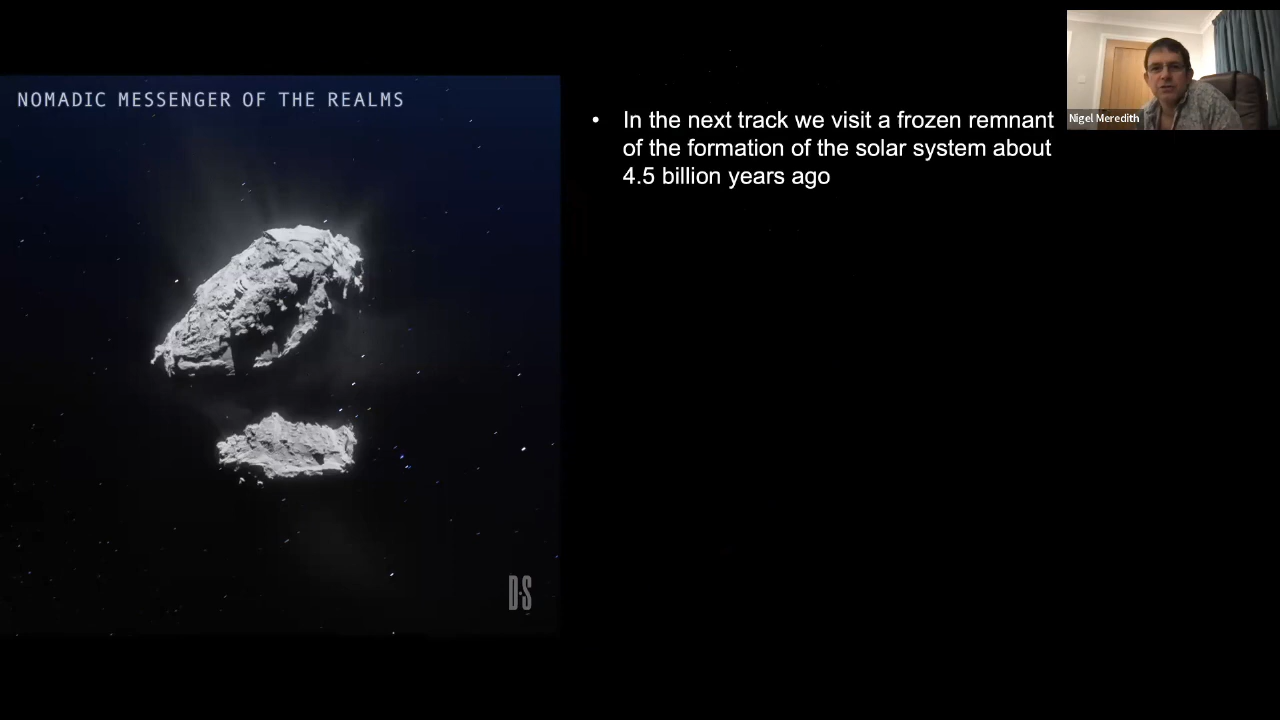 NOMADIC MESSENGER OF THE REALMS
• In the next track we visit a frozen remnant
of the formation of the solar system about
4.5 billion years ago
Nigel Meredith
D·S